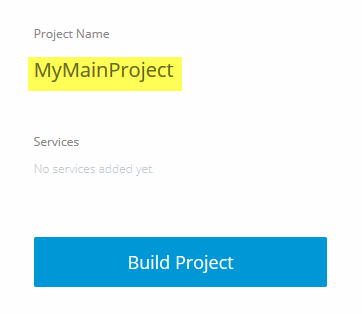 Project Name
MyMainProject
Services
No services added yet.
Build Project